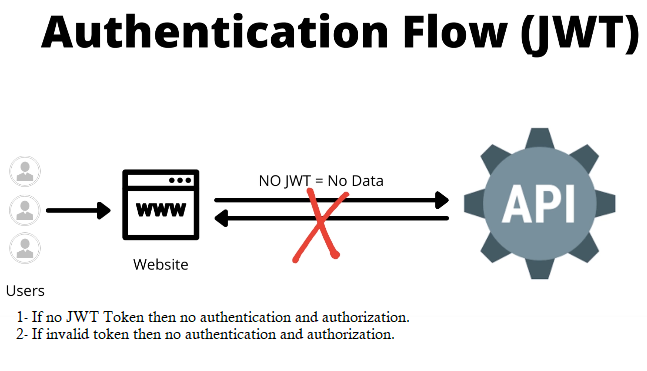 Authentication Flow (JWT)
NO JWT = No Data
WWW
API
Website
Users
1- If no JWT Token then no authentication and authorization.
2- If invalid token then no authentication and authorization.